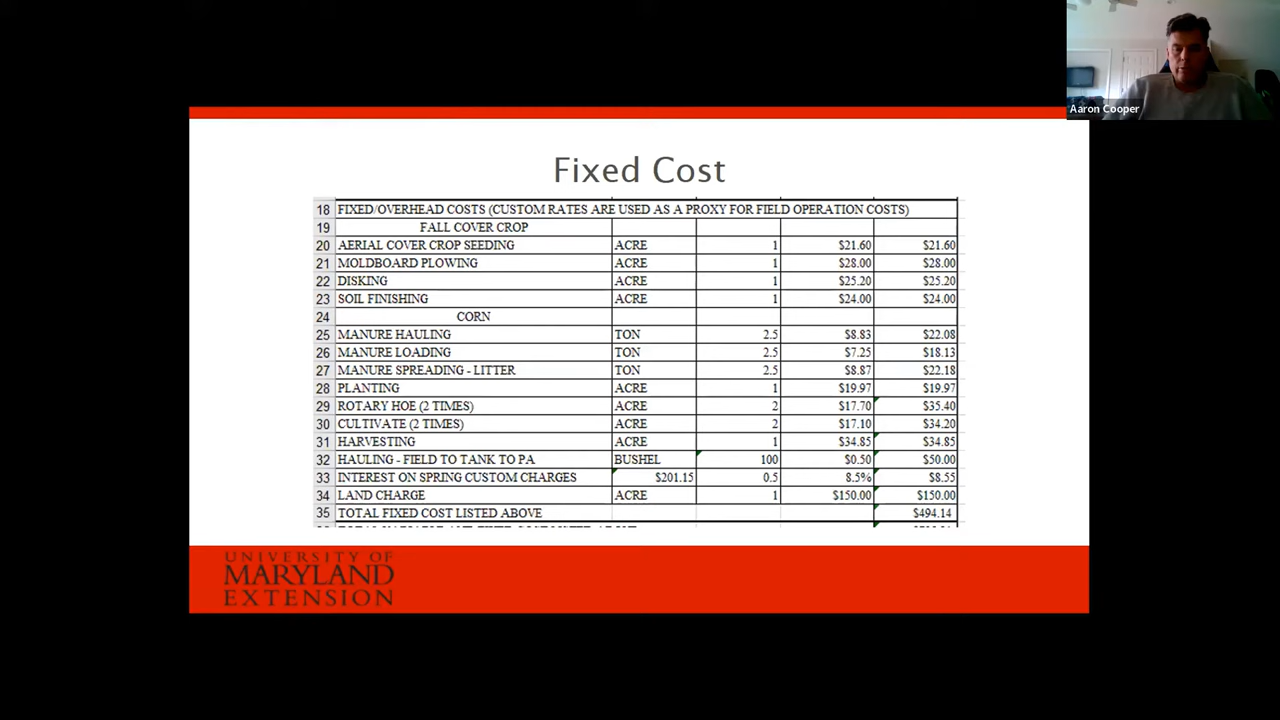 Aaron Cooper
Fixed Cost
18 FIXED/OVERHEAD COSTS (CUSTOM RATES ARE USED AS A PROXY FOR FIELD OPERATION COSTS)
19 FALL COVER CROP
20 AERIAL COVER CROP SEEDING ACRE 1 $21.60 $21.60
21 MOLDBOARD PLOWING ACRE 1 $28.00 $28.00
22 DISKING ACRE 1 $25.20 $25.20
23 SOIL FINISHING ACRE 1 $24.00 $24.00
24 CORN
25 MANURE HAULING TON 2.5 $8.83 $22.08
26 MANURE LOADING TON 2.5 $7.25 $18.13
27 MANURE SPREADING - LITTER TON 2.5 $8.87 $22.18
28 PLANTING ACRE 1 $19.97 $19.97
29 ROTARY HOE (2 TIMES) ACRE 2 $17.70 $35.40
30 CULTIVATE (2 TIMES) ACRE 2 $17.10 $34.20
31 HARVESTING ACRE 1 $34.85 $34.85
32 HAULING - FIELD TO TANK TO PA BUSHEL 100 $0.50 $50.00
33 INTEREST ON SPRING CUSTOM CHARGES $201.15 0.5 8.5% $8.55
34 LAND CHARGE ACRE 1 $150.00 $150.00
35 TOTAL FIXED COST LISTED ABOVE $494.14
UNIVERSITY OF
MARYLAND
EXTENSION